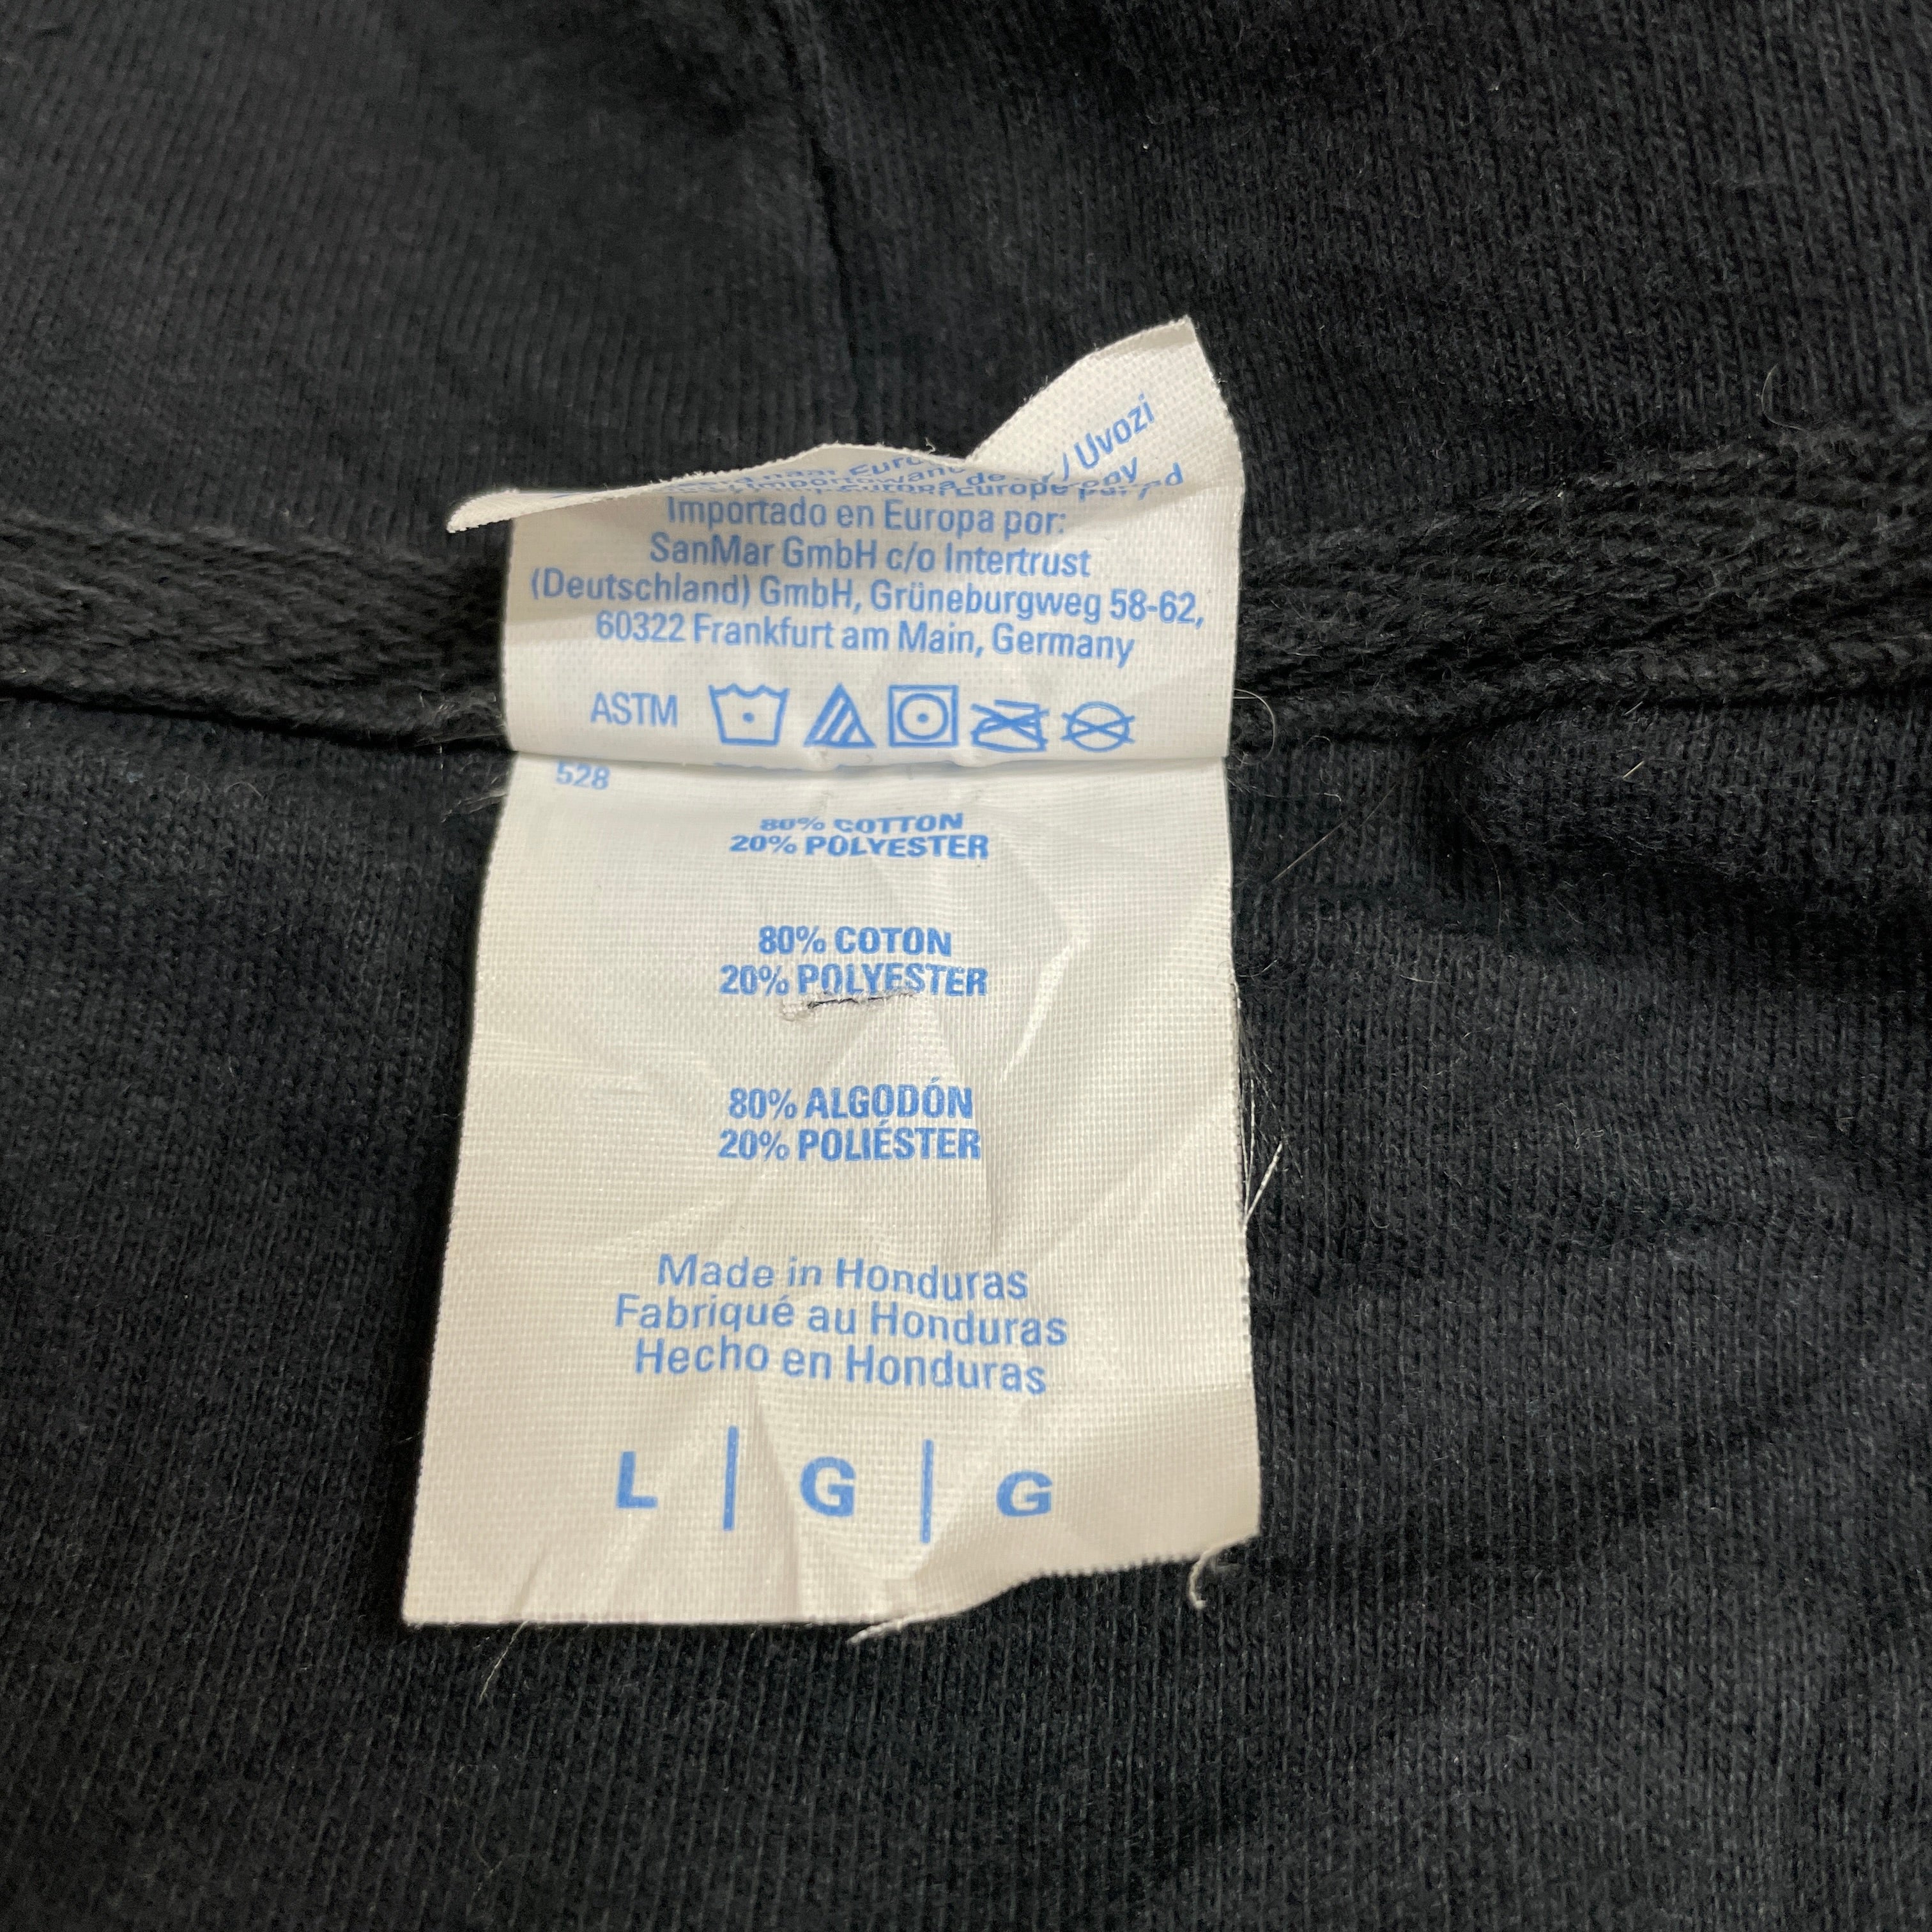 / Uvozi
Importado en Europa por:
SanMar GmbH c/o Intertrust
(Deutschland) GmbH, Grüneburgweg 58-62,
60322 Frankfurt am Main, Germany
ASTM
528
80% COTTON
20% POLYESTER
80% COTON
20% POLYESTER
80% ALGODÓN
20% POLIÉSTER
Made in Honduras
Fabriqué au Honduras
Hecho en Honduras
L | G | G